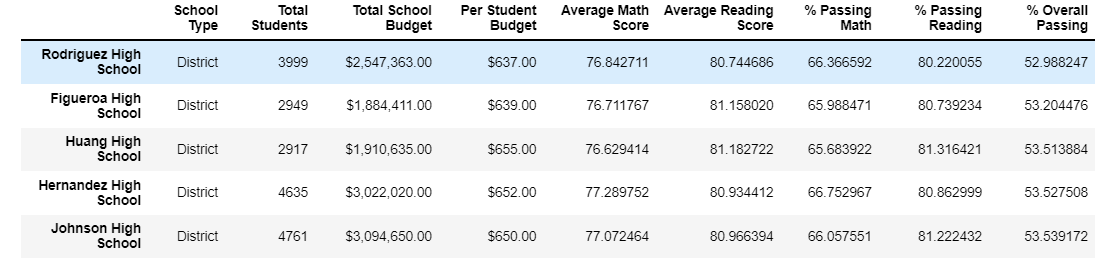 School Type Total Students Total School Budget Per Student Budget Average Math Score Average Reading Score % Passing Math % Passing Reading % Overall Passing
Rodriguez High School District 3999 $2,547,363.00 $637.00 76.842711 80.744686 66.366592 80.220055 52.988247
Figueroa High School District 2949 $1,884,411.00 $639.00 76.711767 81.158020 65.988471 80.739234 53.204476
Huang High School District 2917 $1,910,635.00 $655.00 76.629414 81.182722 65.683922 81.316421 53.513884
Hernandez High School District 4635 $3,022,020.00 $652.00 77.289752 80.934412 66.752967 80.862999 53.527508
Johnson High School District 4761 $3,094,650.00 $650.00 77.072464 80.966394 66.057551 81.222432 53.539172